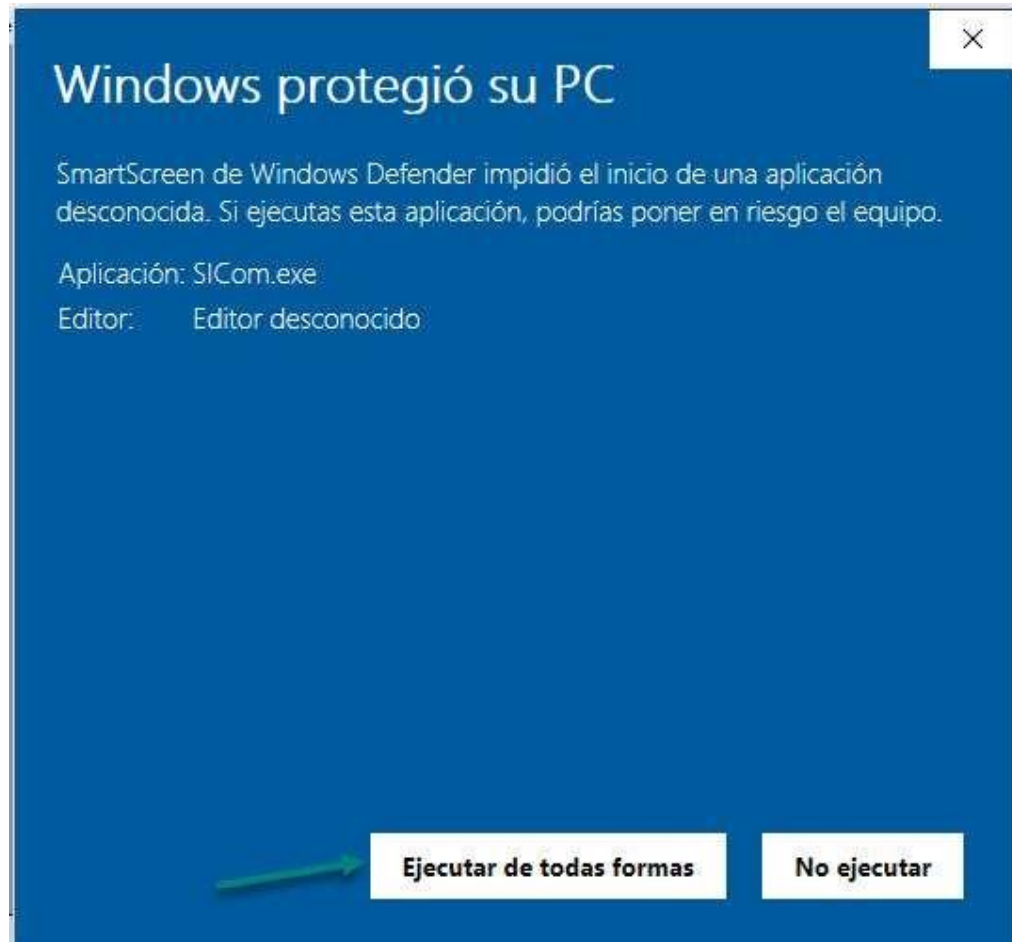 Windows protegió su PC
SmartScreen de Windows Defender impidió el inicio de una aplicación
desconocida. Si ejecutas esta aplicación, podrías poner en riesgo el equipo.
Aplicación: SICom.exe
Editor: Editor desconocido
Ejecutar de todas formas
No ejecutar